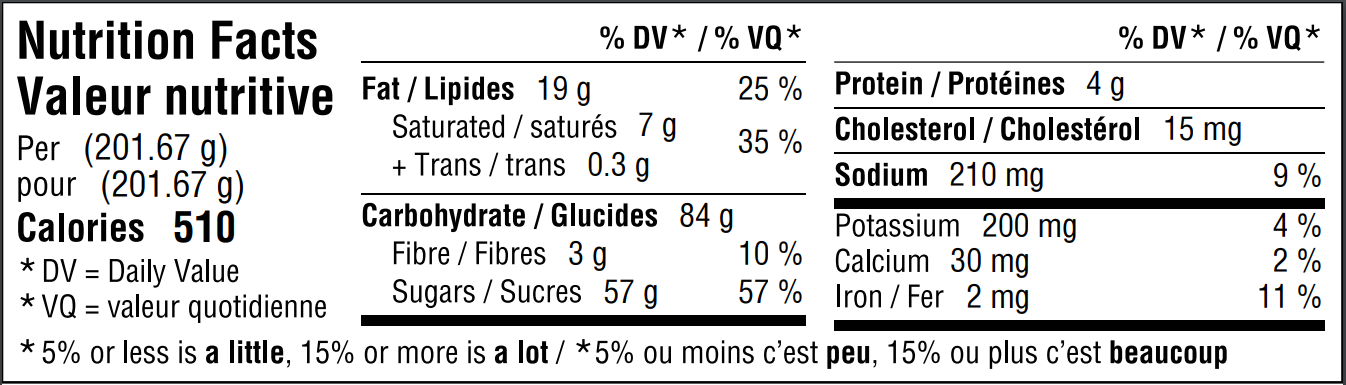 Nutrition Facts
Valeur nutritive
Per (201.67 g)
pour (201.67 g)
Calories 510
* DV = Daily Value
* VQ = valeur quotidienne
% DV* / % VQ*
Fat / Lipides 19 g 25 %
Saturated / saturés 7 g
+ Trans / trans 0.3 g 35 %
Carbohydrate / Glucides 84 g
Fibre / Fibres 3 g 10 %
Sugars / Sucres 57 g 57 %
% DV* / % VQ*
Protein / Protéines 4 g
Cholesterol / Cholestérol 15 mg
Sodium 210 mg 9 %
Potassium 200 mg 4 %
Calcium 30 mg 2 %
Iron / Fer 2 mg 11 %
* 5% or less is a little, 15% or more is a lot / *5% ou moins c'est peu, 15% ou plus c'est beaucoup